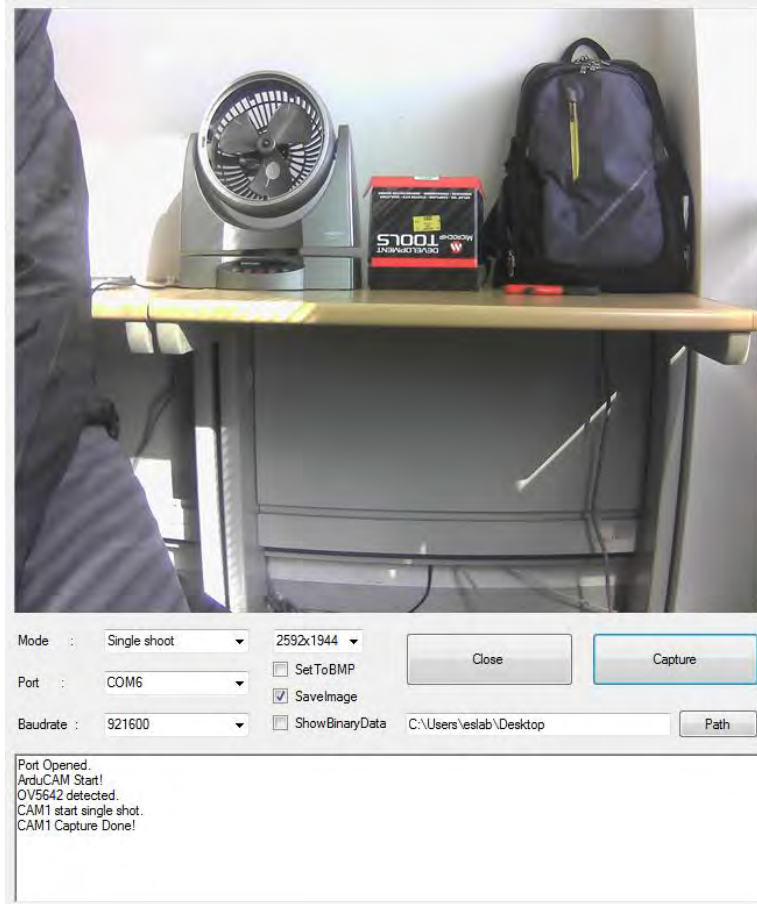 DEVELOPMENT
TOOLS
MICROCHIP
Mode :
Single shoot
2592x1944
Close
Capture
SetToBMP
Port :
COM6
SaveImage
Baudrate :
921600
ShowBinaryData
C:\Users\eslab\Desktop
Path
Port Opened.
ArduCAM Start!
OV5642 detected.
CAM1 start single shot.
CAM1 Capture Done!